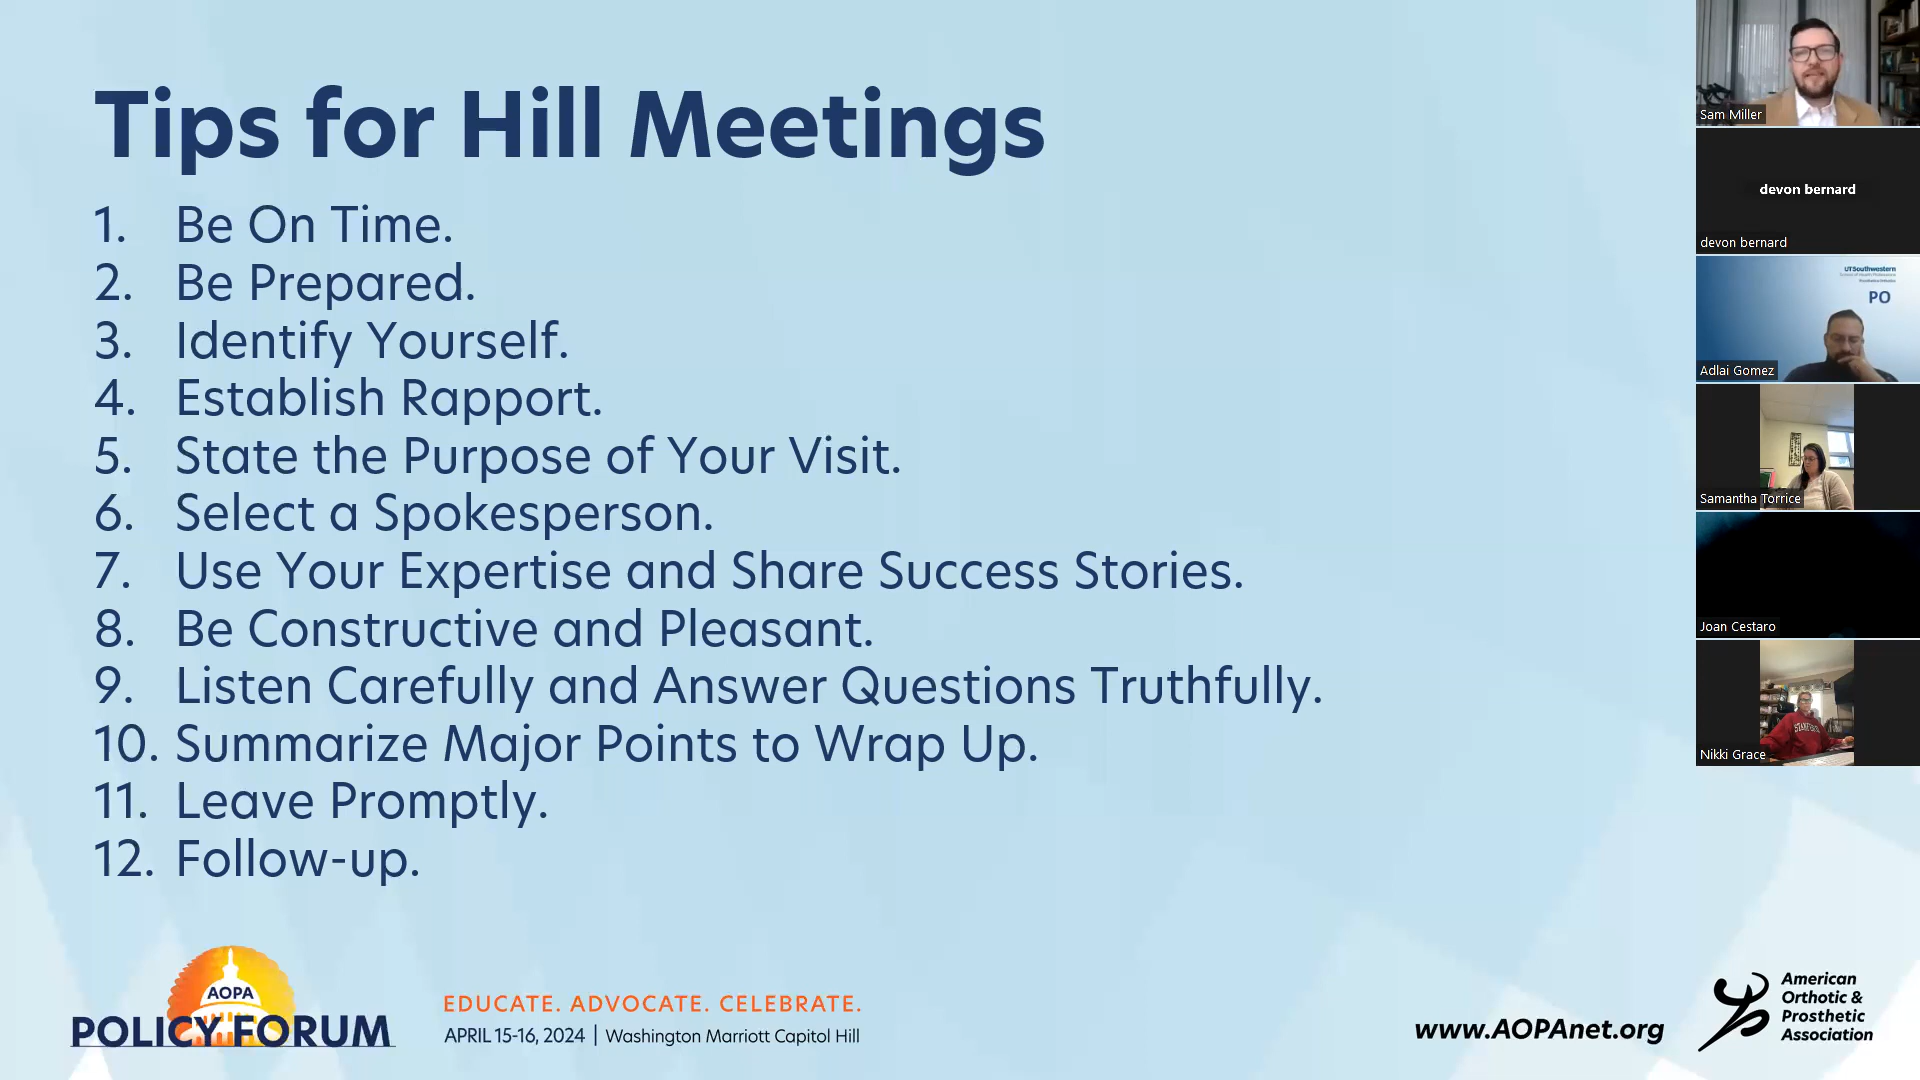 Tips for Hill Meetings
1. Be On Time.
2. Be Prepared.
3. Identify Yourself.
4. Establish Rapport.
5. State the Purpose of Your Visit.
6. Select a Spokesperson.
7. Use Your Expertise and Share Success Stories.
8. Be Constructive and Pleasant.
9. Listen Carefully and Answer Questions Truthfully.
10. Summarize Major Points to Wrap Up.
11. Leave Promptly.
12. Follow-up.
AOPA
POLICY FORUM
EDUCATE. ADVOCATE. CELEBRATE.
APRIL 15-16, 2024 | Washington Marriott Capitol Hill
www.AOPAnet.org
American
Orthotic &
Prosthetic
Association
Sam Miller
devon bernard
devon bernard
UTSouthwestern
PO
Adlai Gomez
Samantha Torrice
Joan Cestaro
Nikki Grace